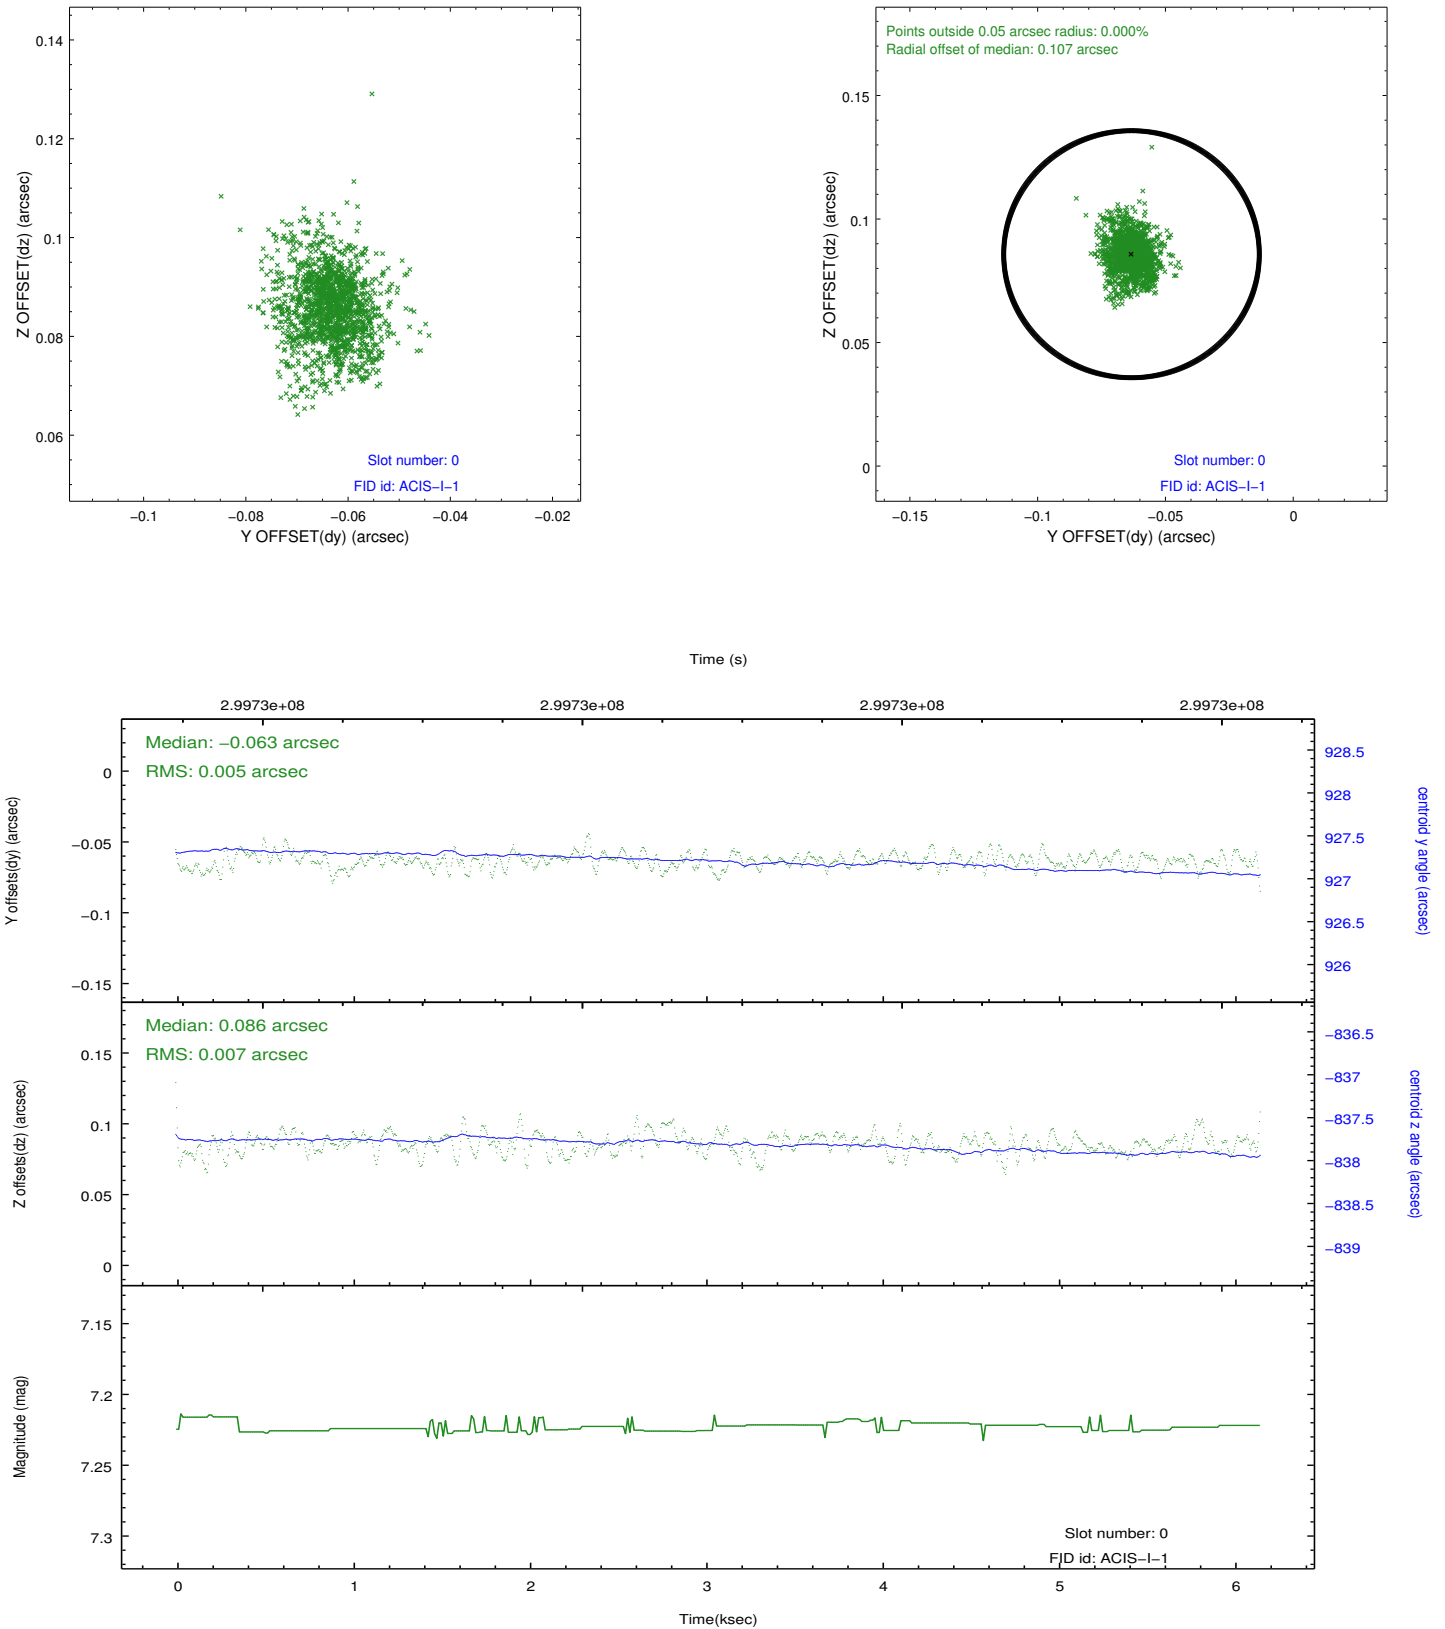 0.14
0.12
0.1
0.08
0.06
Z OFFSET(dz) (arcsec)
−0.1
−0.08
−0.06
−0.04
−0.02
Y OFFSET(dy) (arcsec)
Slot number: 0
FID id: ACIS−I−1
Points outside 0.05 arcsec radius: 0.000%
Radial offset of median: 0.107 arcsec
0.15
0.1
0.05
0
Z OFFSET(dz) (arcsec)
−0.15
−0.1
−0.05
0
Y OFFSET(dy) (arcsec)
Slot number: 0
FID id: ACIS−I−1
Time (s)
2.9973e+08
2.9973e+08
2.9973e+08
2.9973e+08
Median: −0.063 arcsec
RMS: 0.005 arcsec
0
−0.05
−0.1
−0.15
Y offsets(dy) (arcsec)
928.5
928
927.5
927
926.5
926
centroid y angle (arcsec)
Median: 0.086 arcsec
RMS: 0.007 arcsec
0.15
0.1
0.05
0
Z offsets(dz) (arcsec)
−836.5
−837
−837.5
−838
−838.5
−839
centroid z angle (arcsec)
7.15
7.2
7.25
7.3
Magnitude (mag)
Slot number: 0
FID id: ACIS−I−1
0
1
2
3
4
5
6
Time(ksec)